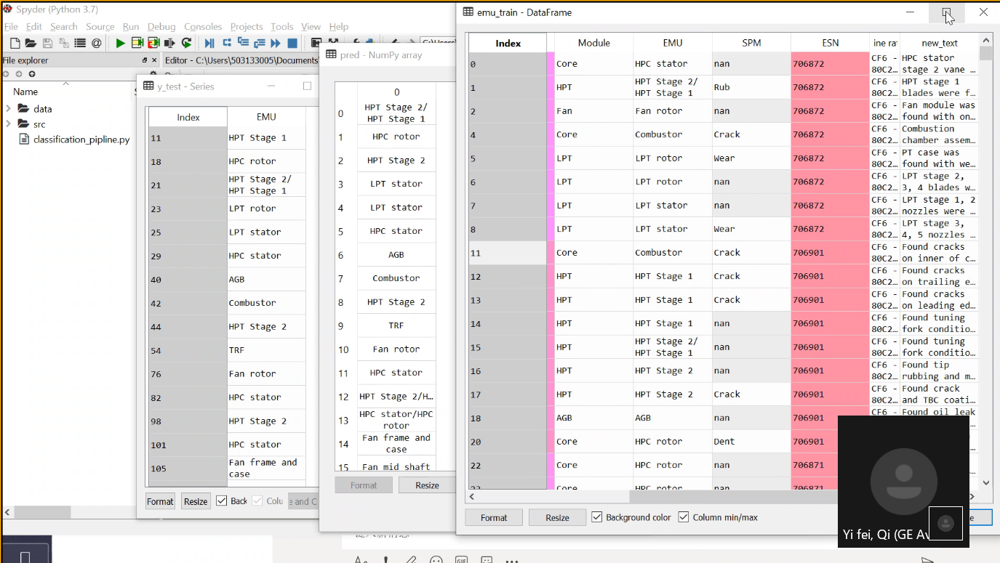 Spyder (Python 3.7)
File Edit Search Source Run Debug Consoles Projects Tools View Help
File explorer
Editor - C:\Users\503133005\Documents
Name
data
src
classification_pipline.py
y_test - Series
Index EMU
11 HPT Stage 1
18 HPC rotor
21 HPT Stage 2/
HPT Stage 1
23 LPT rotor
25 LPT stator
29 HPC stator
40 AGB
42 Combustor
44 HPT Stage 2
54 TRF
76 Fan rotor
82 HPC stator
98 HPT Stage 2
101 HPC stator
105 Fan frame and
case
Format Resize Back Colu e and C
pred - NumPy array
0
0 HPT Stage 2/
HPT Stage 1
1 HPC rotor
2 HPT Stage 2
3 LPT stator
4 LPT stator
5 HPC stator
6 AGB
7 Combustor
8 HPT Stage 2
9 TRF
10 Fan rotor
11 HPC stator
12 HPT Stage 2/H…
13 HPC stator/HPC
rotor
14 Fan frame and
case
15 Fan mid shaft
Format Resize
emu_train - DataFrame
Index Module EMU SPM ESN ine rat new_text
0 Core HPC stator nan 706872 CF6 - HPC stator
80C2… stage 2 vane …
1 HPT HPT Stage 2/ Rub 706872 CF6 - HPT stage 1
HPT Stage 1 80C2… blades were f…
2 Fan Fan rotor nan 706872 CF6 - Fan module was
80C2… found with on…
4 Core Combustor Crack 706872 CF6 - Combustion
80C2… chamber assem…
5 LPT LPT rotor Wear 706872 CF6 - PT case was
80C2… found with we…
6 LPT LPT rotor nan 706872 CF6 - LPT stage 2,
80C2… 3, 4 blades w…
7 LPT LPT stator nan 706872 CF6 - LPT stage 1, 2
80C2… nozzles were …
8 LPT LPT stator Wear 706872 CF6 - LPT stage 3,
80C2… 4, 5 nozzles …
11 Core Combustor Crack 706901 CF6 - Found cracks
80C2… on inner of c…
12 HPT HPT Stage 1 Crack 706901 CF6 - Found cracks
80C2… on trailing e…
13 HPT HPT Stage 1 Crack 706901 CF6 - Found cracks
80C2… on leading ed…
14 HPT HPT Stage 1 nan 706901 CF6 - Found tuning
80C2… fork conditio…
15 HPT HPT Stage 2/ nan 706901 CF6 - Found tuning
HPT Stage 1 80C2… fork conditio…
16 HPT HPT Stage 2 nan 706901 CF6 - Found tip
80C2… rubbing and m…
17 HPT HPT Stage 2 Crack 706901 CF6 - Found crack
80C2… and TBC coati…
18 AGB AGB nan 706901 CF6 - Found oil leak
20 Core HPC rotor Dent 706901
22 Core HPC rotor nan 706871
23 Core HPC rotor nan 706871
Format Resize Background color Column min/max
Yi fei, Qi (GE Av
GIF